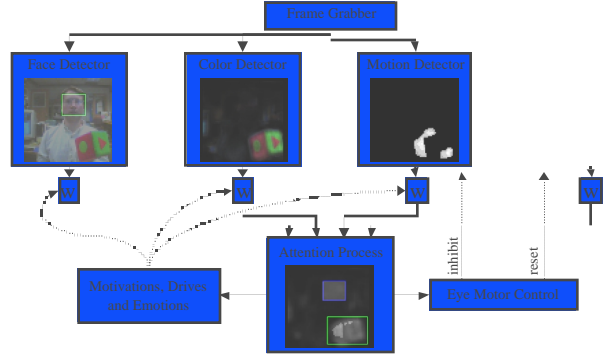 Frame Grabber
Face Detector
Color Detector
Motion Detector
W
W
W
W
Attention Process
inhibit
reset
Motivations, Drives
and Emotions
Eye Motor Control